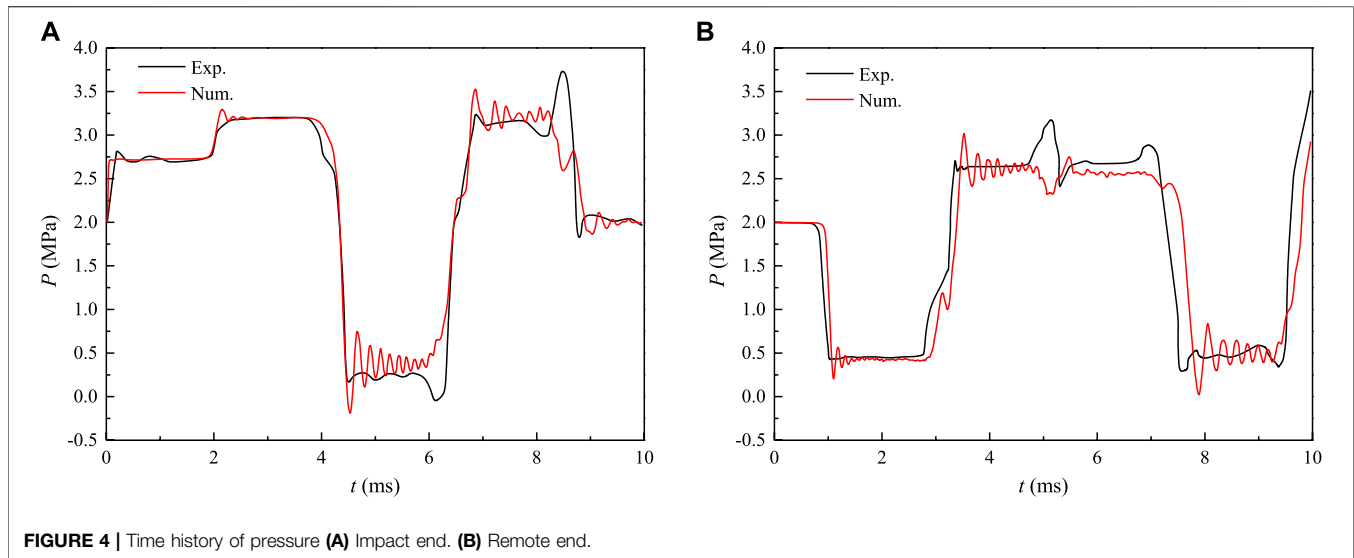 A
4.0
3.5
3.0
2.5
2.0
1.5
1.0
0.5
0.0
-0.5
P (MPa)
Exp.
Num.
0 2 4 6 8 10
t (ms)
B
4.0
3.5
3.0
2.5
2.0
1.5
1.0
0.5
0.0
-0.5
P (MPa)
Exp.
Num.
0 2 4 6 8 10
t (ms)
FIGURE 4 | Time history of pressure (A) Impact end. (B) Remote end.